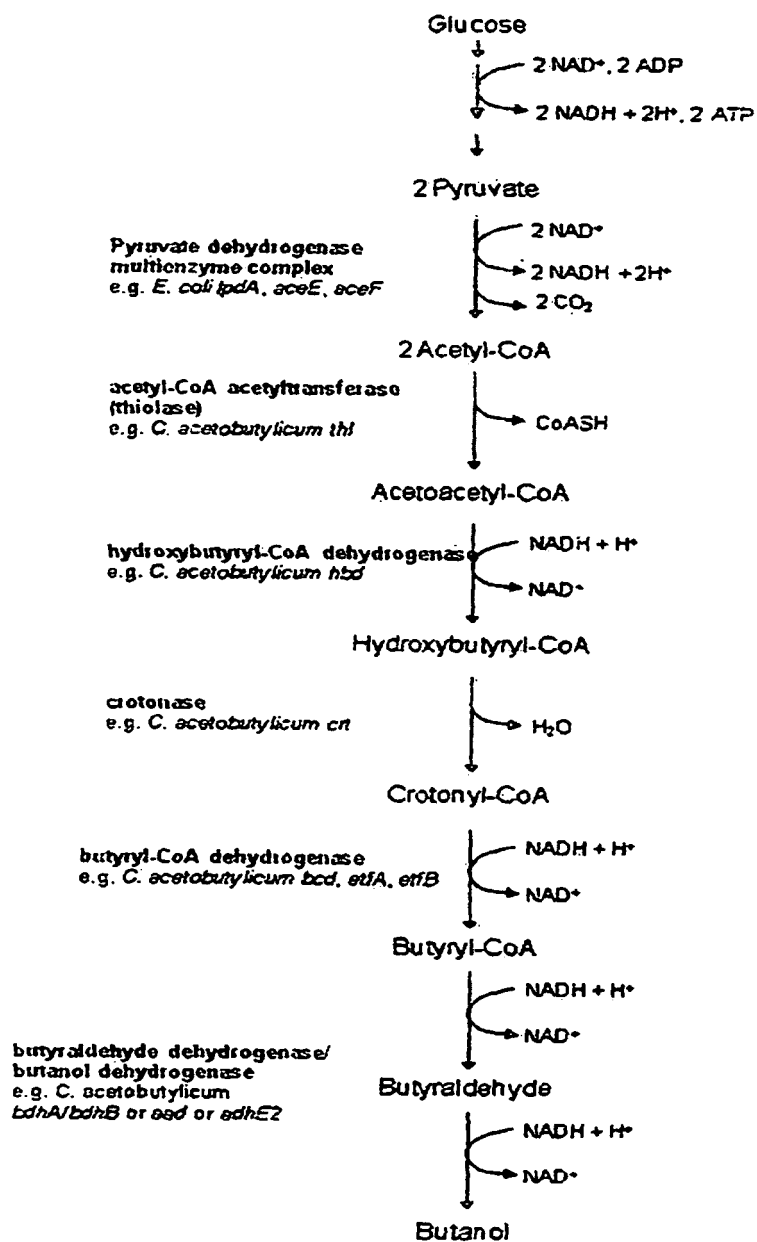 Glucose
2 NAD⁺, 2 ADP
2 NADH + 2H⁺, 2 ATP
2 Pyruvate
Pyruvate dehydrogenase
multienzyme complex
e.g. E. coli lpdA, aceE, aceF
2 NAD⁺
2 NADH + 2H⁺
2 CO₂
2 Acetyl-CoA
acetyl-CoA acetyltransferase
(thiolase)
e.g. C. acetobutylicum thl
CoASH
Acetoacetyl-CoA
hydroxybutyryl-CoA dehydrogenase
e.g. C. acetobutylicum hbd
NADH + H⁺
NAD⁺
Hydroxybutyryl-CoA
crotonase
e.g. C. acetobutylicum crt
H₂O
Crotonyl-CoA
butyryl-CoA dehydrogenase
e.g. C. acetobutylicum bcd, etfA, etfB
NADH + H⁺
NAD⁺
Butyryl-CoA
NADH + H⁺
NAD⁺
butyraldehyde dehydrogenase/
butanol dehydrogenase
e.g. C. acetobutylicum
bdhA/bdhB or aad or adhE2
Butyraldehyde
NADH + H⁺
NAD⁺
Butanol